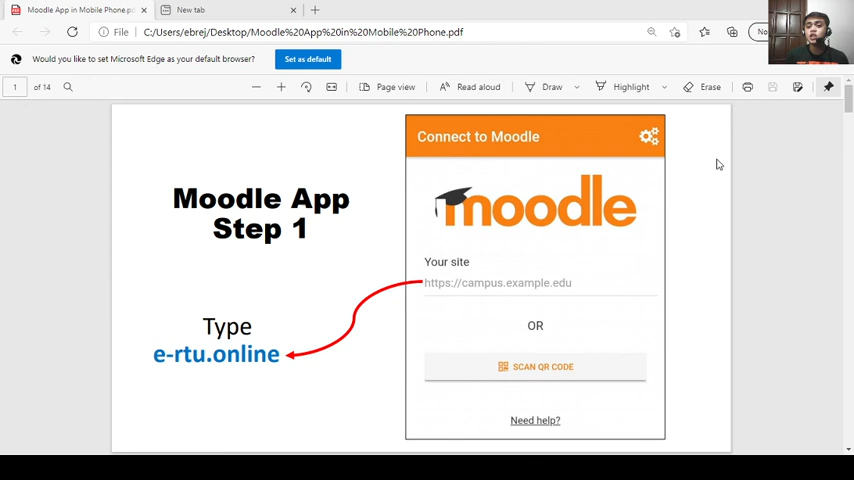 Moodle App in Mobile Phone.pd
New tab
File
C:/Users/ebrej/Desktop/Moodle%20App%20in%20Mobile%20Phone.pdf
No
Would you like to set Microsoft Edge as your default browser?
Set as default
1
of 14
Page view
Read aloud
Draw
Highlight
Erase
Moodle App
Step 1
Type
e-rtu.online
Connect to Moodle
moodle
Your site
https://campus.example.edu
OR
SCAN QR CODE
Need help?